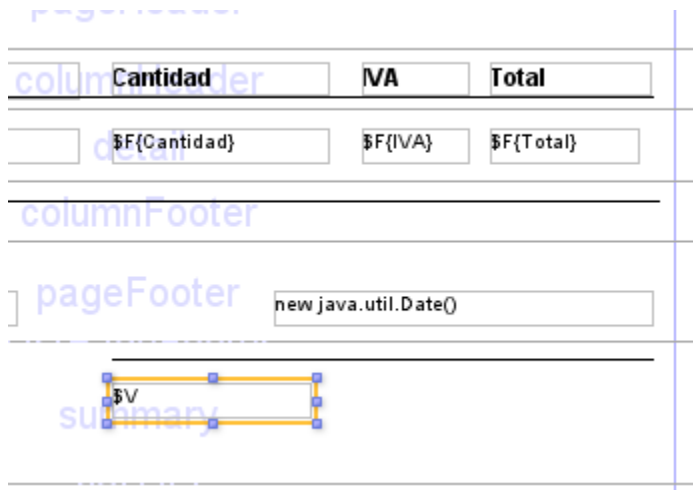 pageHeader
columnHeader
Cantidad IVA Total
detail
$F{Cantidad} $F{IVA} $F{Total}
columnFooter
pageFooter
new java.util.Date()
$V
summary